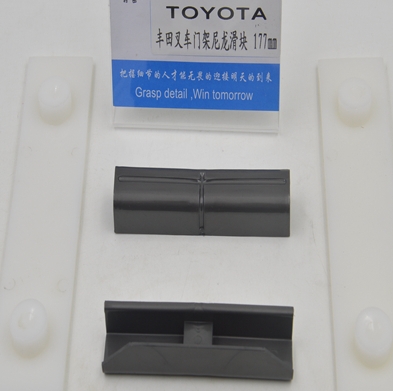 TOYOTA
丰田叉车门架尼龙滑块 177mm
把握细节的人才能无畏的迎接明天的到来
Grasp detail ,Win tomorrow